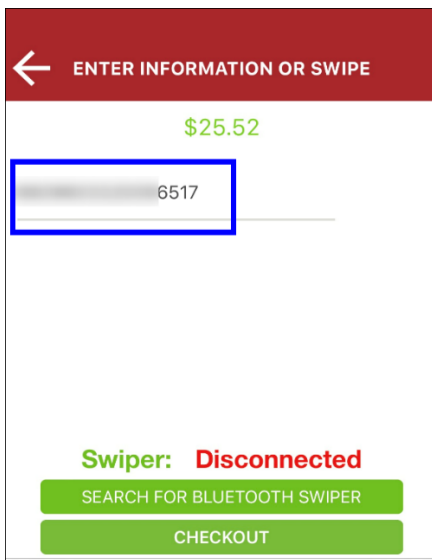 ENTER INFORMATION OR SWIPE
$25.52
6517
Swiper: Disconnected
SEARCH FOR BLUETOOTH SWIPER
CHECKOUT